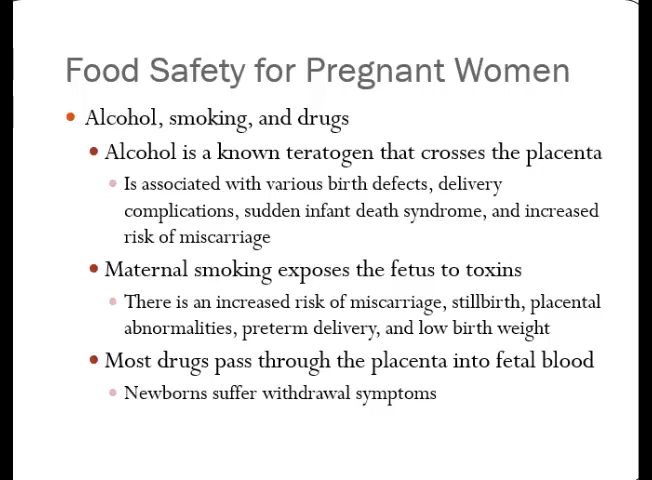 Food Safety for Pregnant Women
Alcohol, smoking, and drugs
Alcohol is a known teratogen that crosses the placenta
Is associated with various birth defects, delivery
complications, sudden infant death syndrome, and increased
risk of miscarriage
Maternal smoking exposes the fetus to toxins
There is an increased risk of miscarriage, stillbirth, placental
abnormalities, preterm delivery, and low birth weight
Most drugs pass through the placenta into fetal blood
Newborns suffer withdrawal symptoms